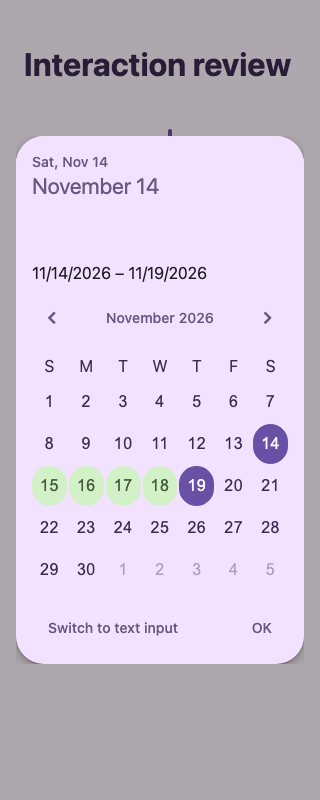 Interaction review
Sat, Nov 14
November 14
11/14/2026 – 11/19/2026
November 2026
S M T W T F S
1 2 3 4 5 6 7
8 9 10 11 12 13 14
15 16 17 18 19 20 21
22 23 24 25 26 27 28
29 30 1 2 3 4 5
Switch to text input OK